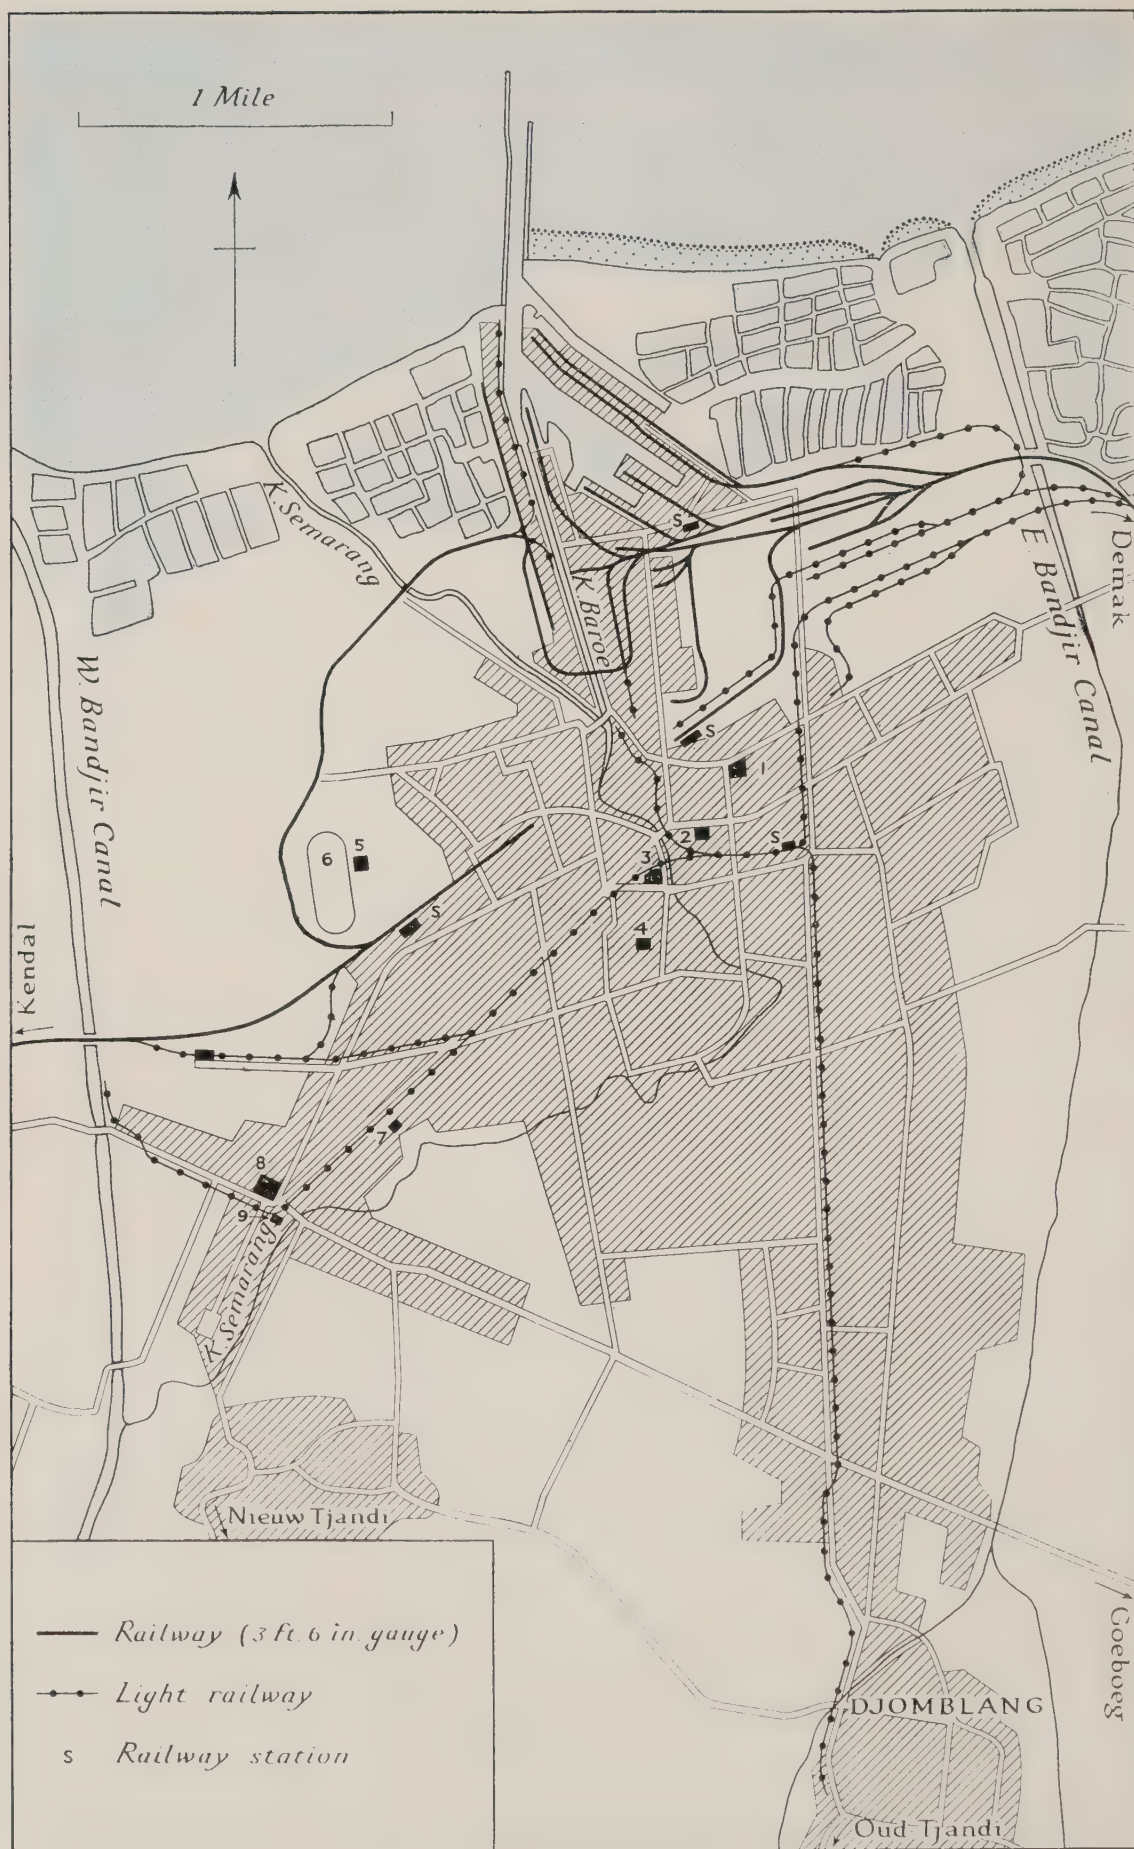 1 Mile
K. Semarang
S
Demak
K. Baroe
E. Bandjir Canal
W. Bandjir Canal
S
1
2
S
3
6
5
S
4
Kendal
7
8
9
K. Semarang
Nieuw Tjandi
Goeboeg
DJOMBLANG
Oud Tjandi
Railway (3 ft. 6 in. gauge)
Light railway
S Railway station